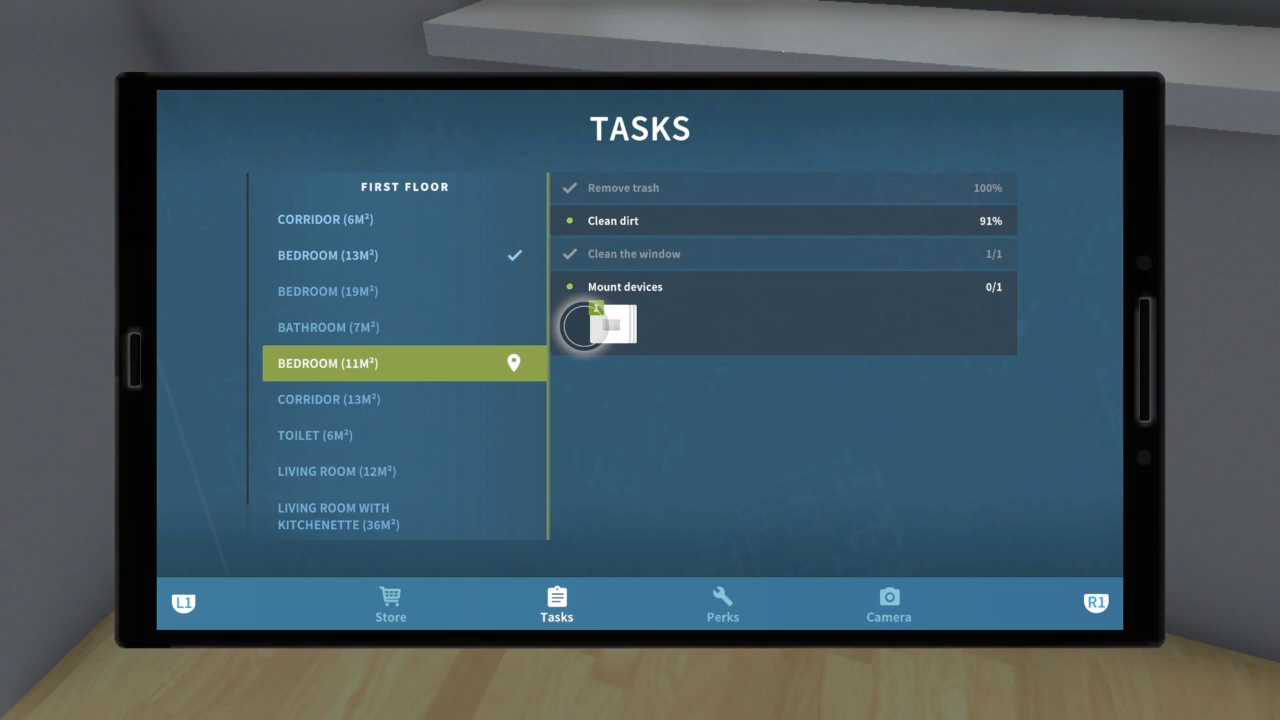 TASKS
FIRST FLOOR
CORRIDOR (6M²)
BEDROOM (13M²)
BEDROOM (19M²)
BATHROOM (7M²)
BEDROOM (11M²)
CORRIDOR (13M²)
TOILET (6M²)
LIVING ROOM (12M²)
LIVING ROOM WITH
KITCHENETTE (36M²)
Remove trash 100%
Clean dirt 91%
Clean the window 1/1
Mount devices 0/1
1
L1
Store
Tasks
Perks
Camera
R1